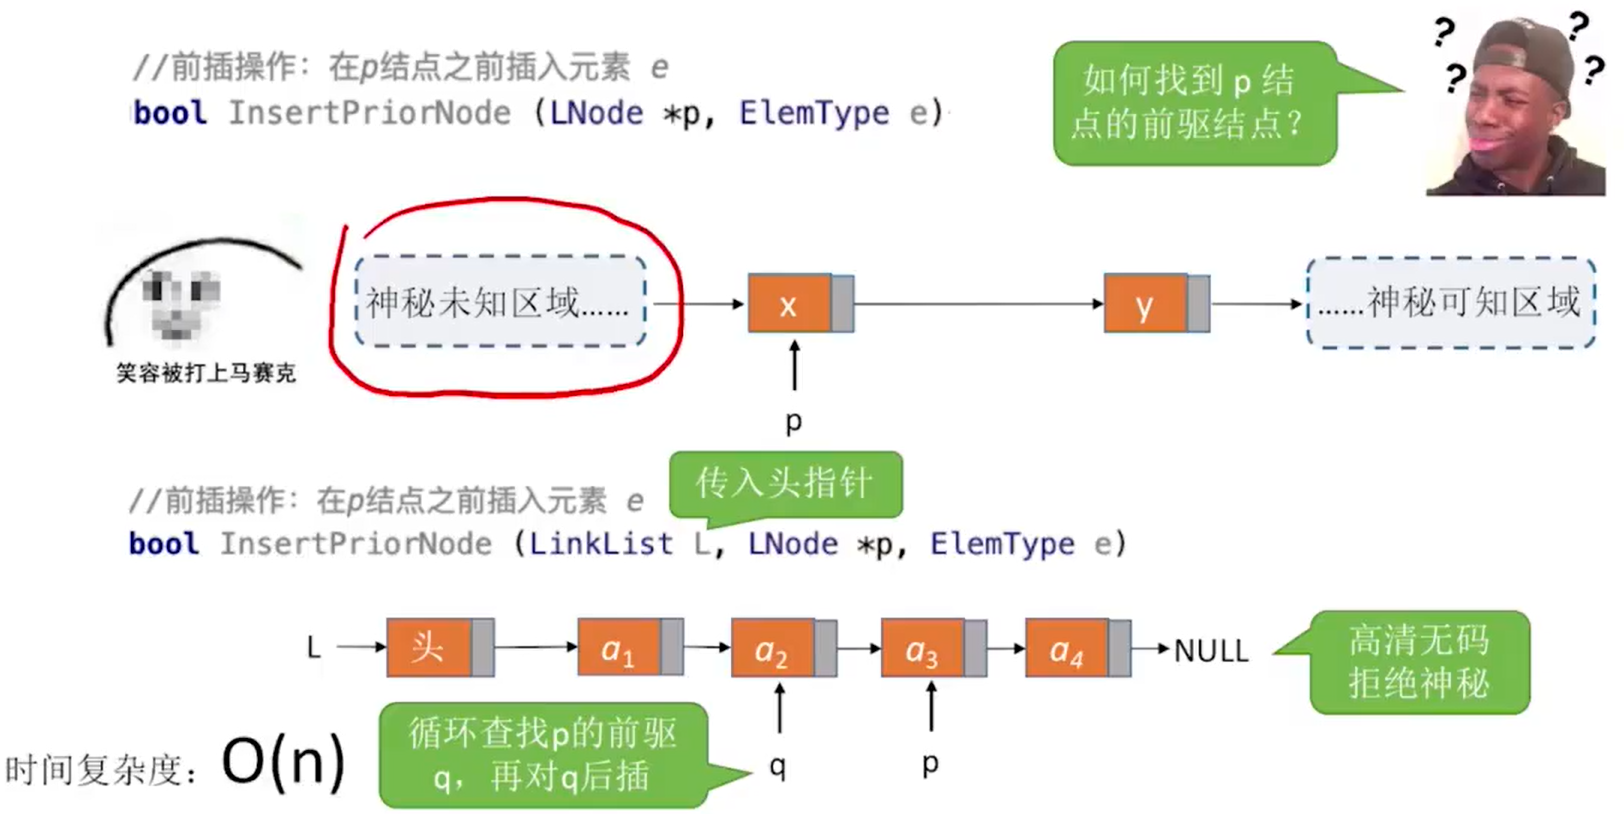 //前插操作：在p结点之前插入元素 e
bool InsertPriorNode (LNode *p, ElemType e)
如何找到 p 结
点的前驱结点？
? ? ? ?
神秘未知区域……
x
y
……神秘可知区域
笑容被打上马赛克
p
传入头指针
//前插操作：在p结点之前插入元素 e
bool InsertPriorNode (LinkList L, LNode *p, ElemType e)
L
头
a1
a2
a3
a4
NULL
高清无码
拒绝神秘
循环查找p的前驱
q，再对q后插
q
p
时间复杂度：O(n)